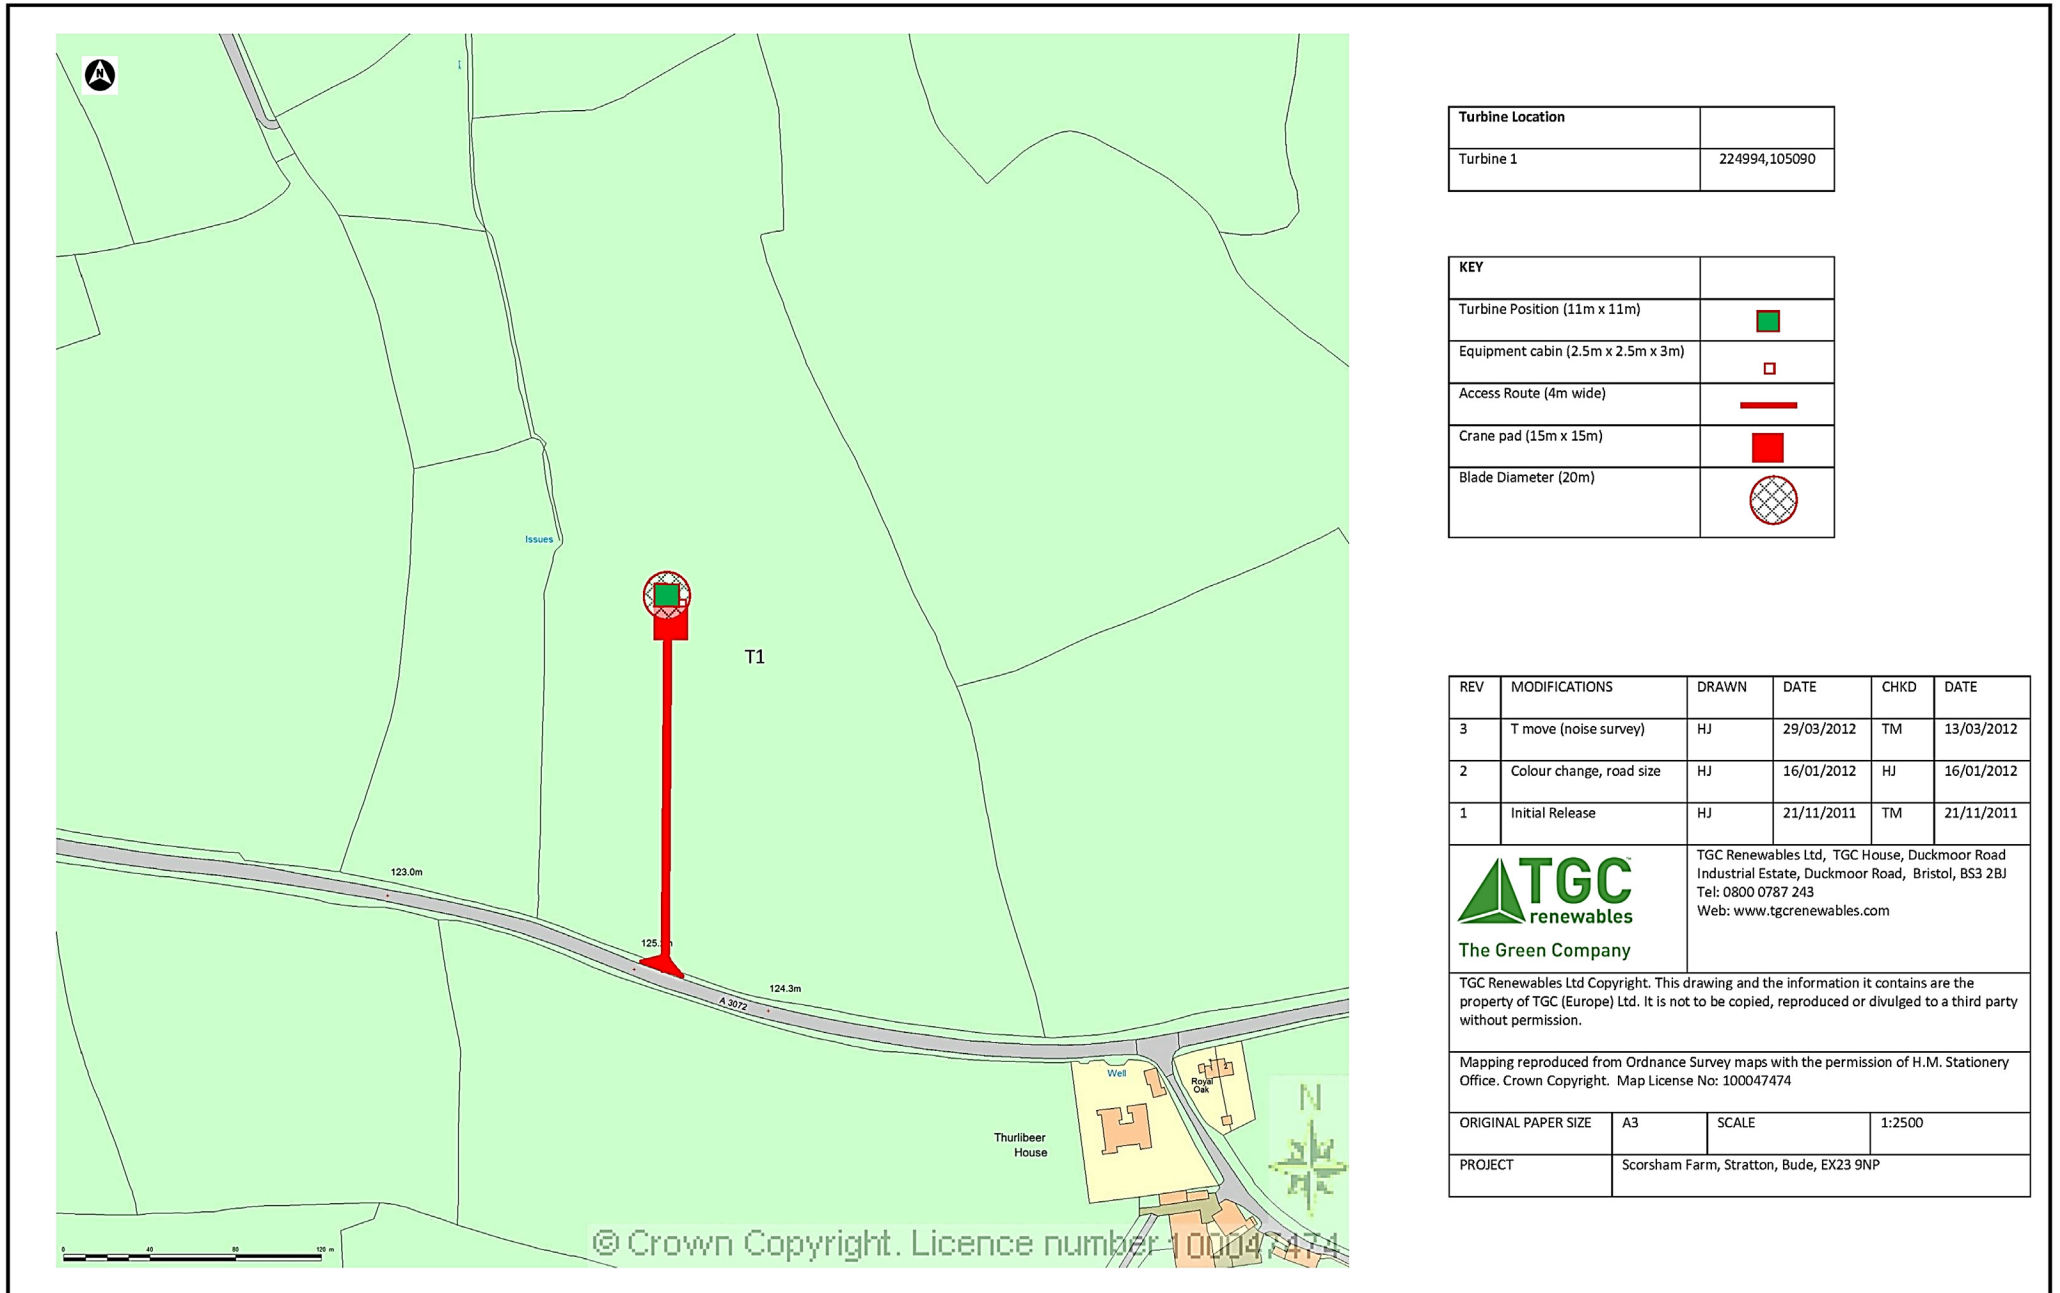 N
I
Issues
T1
123.0m
125.
124.3m
A 3072
Well
Royal
Oak
Thurlibeer
House
N
0 40 80 120 m
© Crown Copyright. Licence number 100047474
Turbine Location
Turbine 1 224994,105090
KEY
Turbine Position (11m x 11m)
Equipment cabin (2.5m x 2.5m x 3m)
Access Route (4m wide)
Crane pad (15m x 15m)
Blade Diameter (20m)
REV MODIFICATIONS DRAWN DATE CHKD DATE
3 T move (noise survey) HJ 29/03/2012 TM 13/03/2012
2 Colour change, road size HJ 16/01/2012 HJ 16/01/2012
1 Initial Release HJ 21/11/2011 TM 21/11/2011
TGC™
renewables
The Green Company
TGC Renewables Ltd, TGC House, Duckmoor Road
Industrial Estate, Duckmoor Road, Bristol, BS3 2BJ
Tel: 0800 0787 243
Web: www.tgcrenewables.com
TGC Renewables Ltd Copyright. This drawing and the information it contains are the
property of TGC (Europe) Ltd. It is not to be copied, reproduced or divulged to a third party
without permission.
Mapping reproduced from Ordnance Survey maps with the permission of H.M. Stationery
Office. Crown Copyright. Map License No: 100047474
ORIGINAL PAPER SIZE A3 SCALE 1:2500
PROJECT Scorsham Farm, Stratton, Bude, EX23 9NP